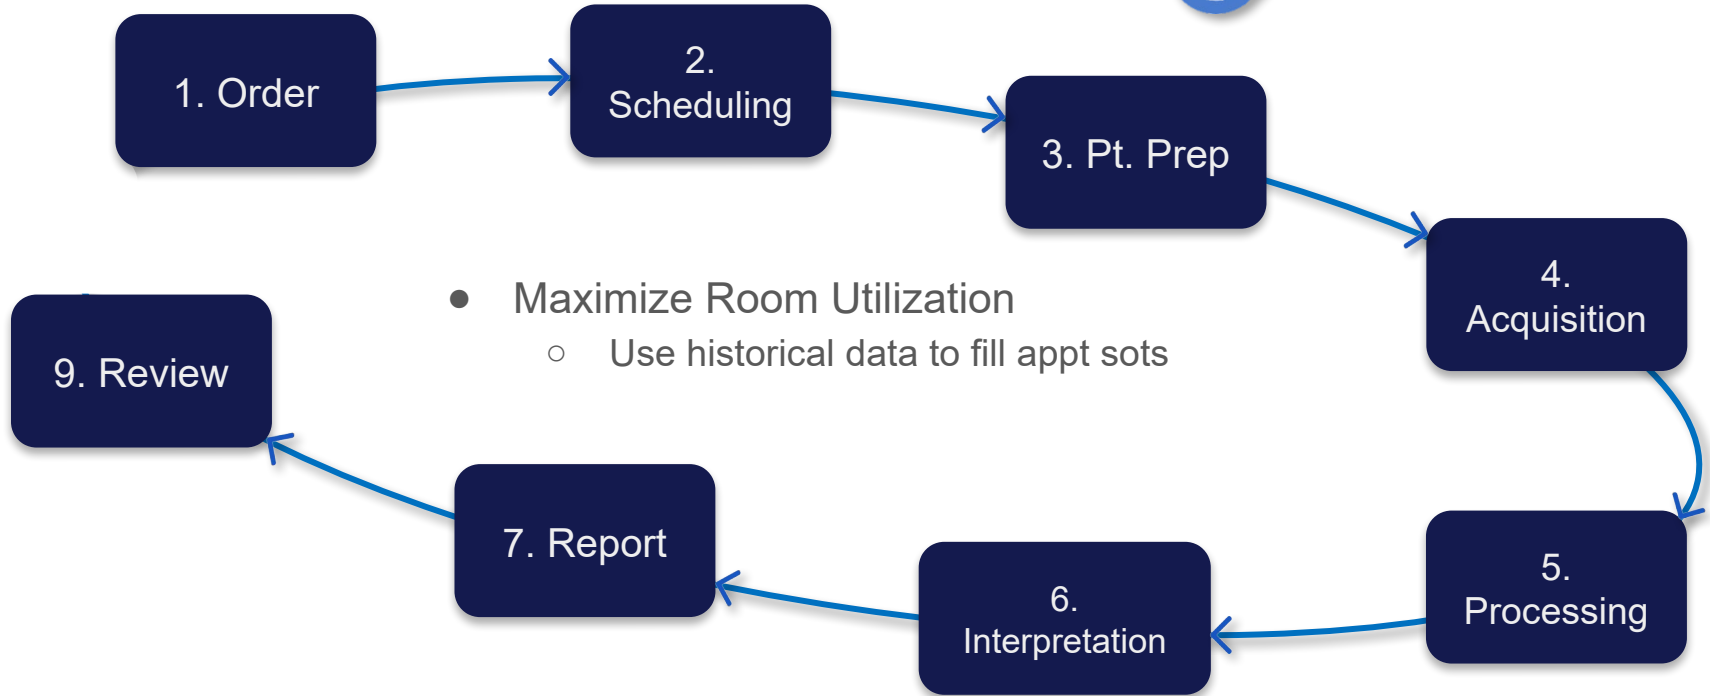 1. Order
2.
Scheduling
3. Pt. Prep
4.
Acquisition
5.
Processing
6.
Interpretation
7. Report
9. Review
● Maximize Room Utilization
○ Use historical data to fill appt sots